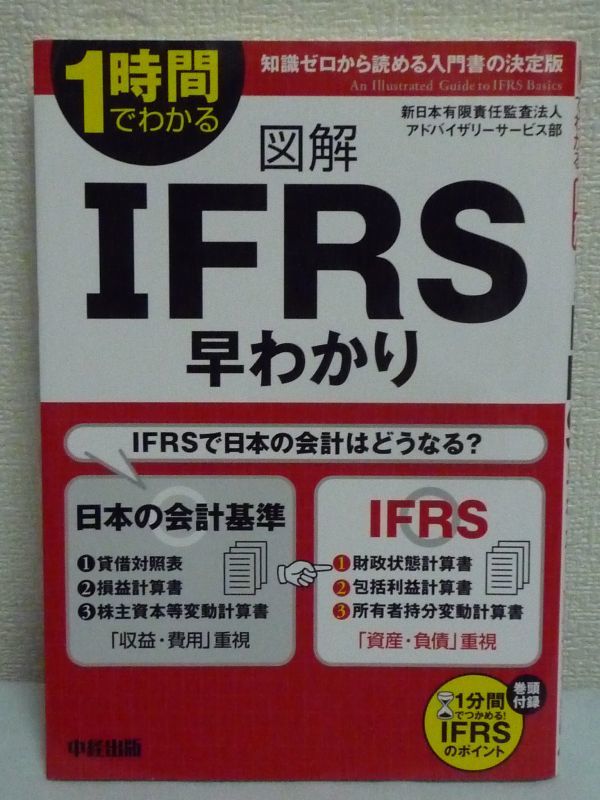 1時間
でわかる
知識ゼロから読める入門書の決定版
An Illustrated Guide to IFRS Basics
新日本有限責任監査法人
アドバイザリーサービス部
図解
IFRS
早わかり
IFRSで日本の会計はどうなる?
日本の会計基準
❶貸借対照表
❷損益計算書
❸株主資本等変動計算書
「収益・費用」重視
IFRS
❶財政状態計算書
❷包括利益計算書
❸所有者持分変動計算書
「資産・負債」重視
巻頭
付録
1分間
でつかめる!
IFRS
のポイント
中経出版